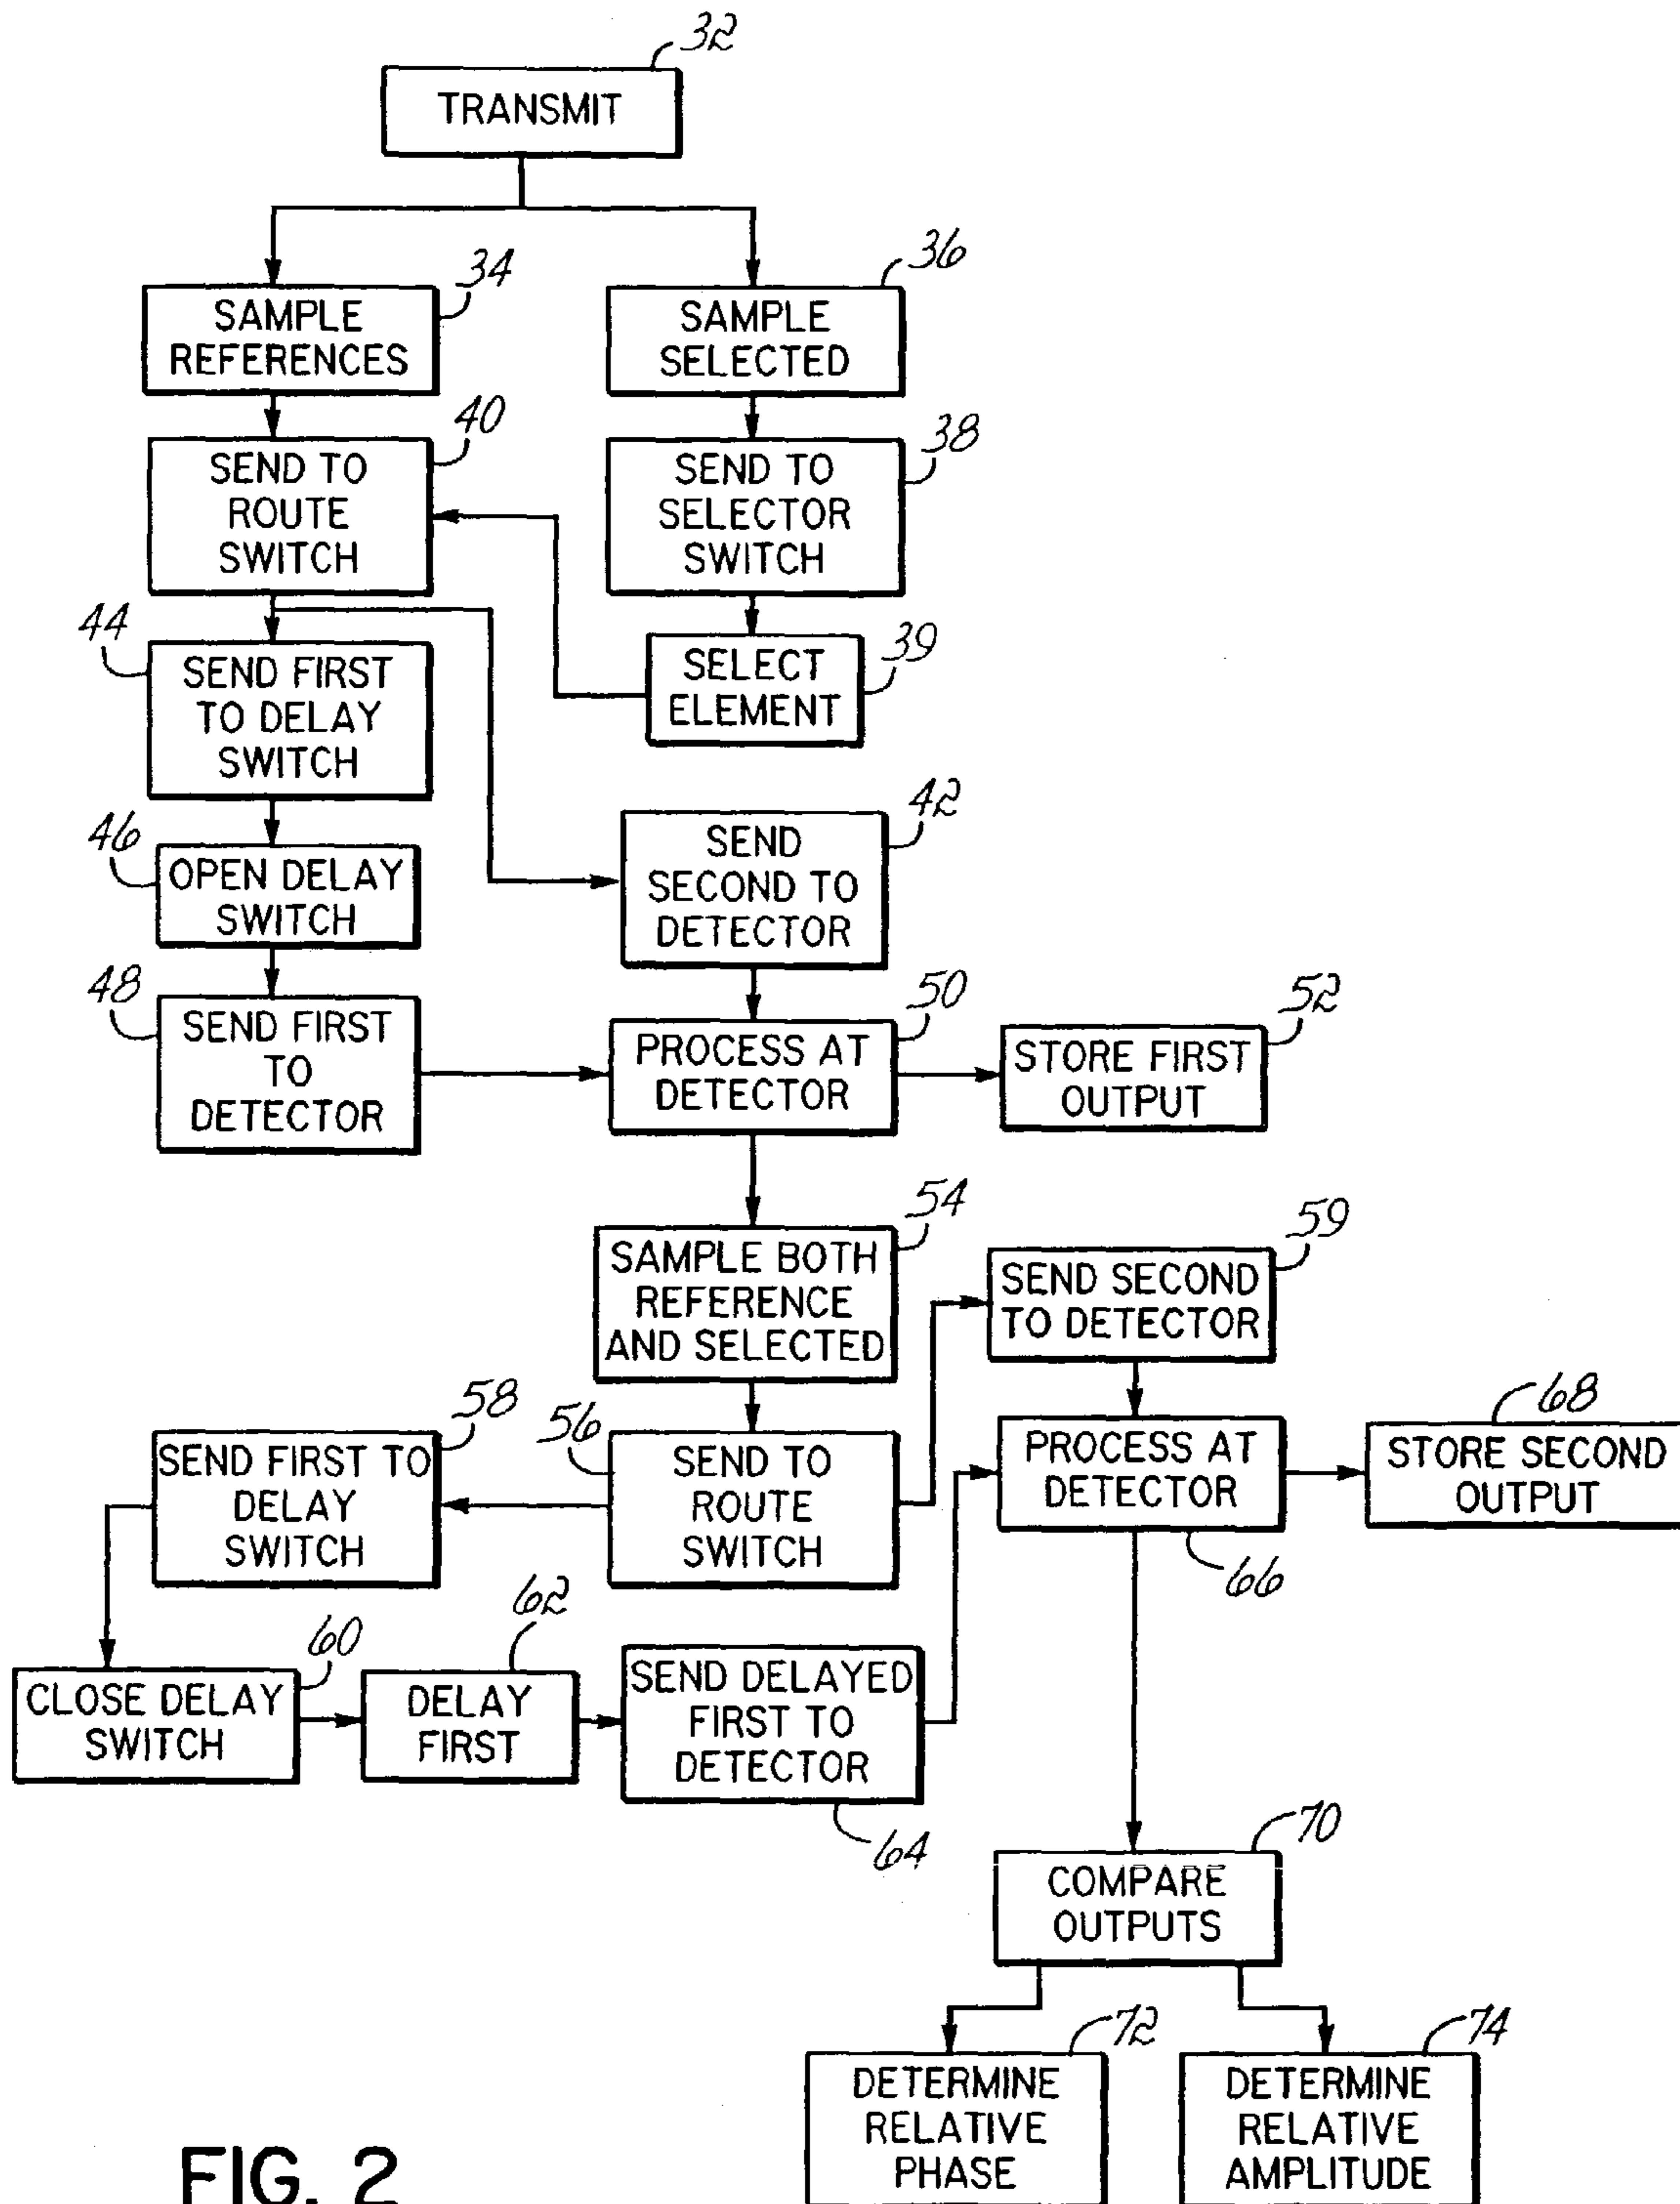 32
TRANSMIT
34
SAMPLE
REFERENCES
36
SAMPLE
SELECTED
40
SEND TO
ROUTE
SWITCH
38
SEND TO
SELECTOR
SWITCH
44
SEND FIRST
TO DELAY
SWITCH
39
SELECT
ELEMENT
46
OPEN DELAY
SWITCH
42
SEND
SECOND TO
DETECTOR
48
SEND FIRST
TO
DETECTOR
50
PROCESS AT
DETECTOR
52
STORE FIRST
OUTPUT
54
SAMPLE BOTH
REFERENCE
AND SELECTED
59
SEND SECOND
TO DETECTOR
58
SEND FIRST TO
DELAY
SWITCH
56
SEND TO
ROUTE
SWITCH
PROCESS AT
DETECTOR
66
68
STORE SECOND
OUTPUT
60
CLOSE DELAY
SWITCH
62
DELAY
FIRST
SEND DELAYED
FIRST TO
DETECTOR
64
70
COMPARE
OUTPUTS
72
DETERMINE
RELATIVE
PHASE
74
DETERMINE
RELATIVE
AMPLITUDE
FIG. 2